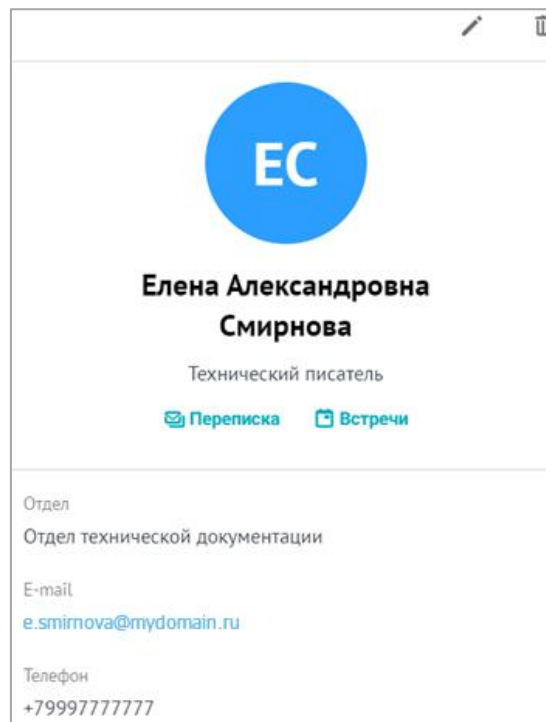 ЕС
Елена Александровна
Смирнова
Технический писатель
Переписка Встречи
Отдел
Отдел технической документации
E-mail
e.smirnova@mydomain.ru
Телефон
+79997777777